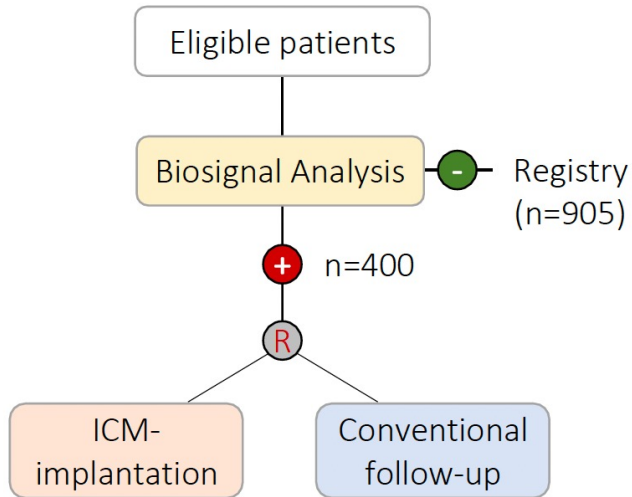 Eligible patients
Biosignal Analysis
-
Registry
(n=905)
+
n=400
R
ICM-
implantation
Conventional
follow-up